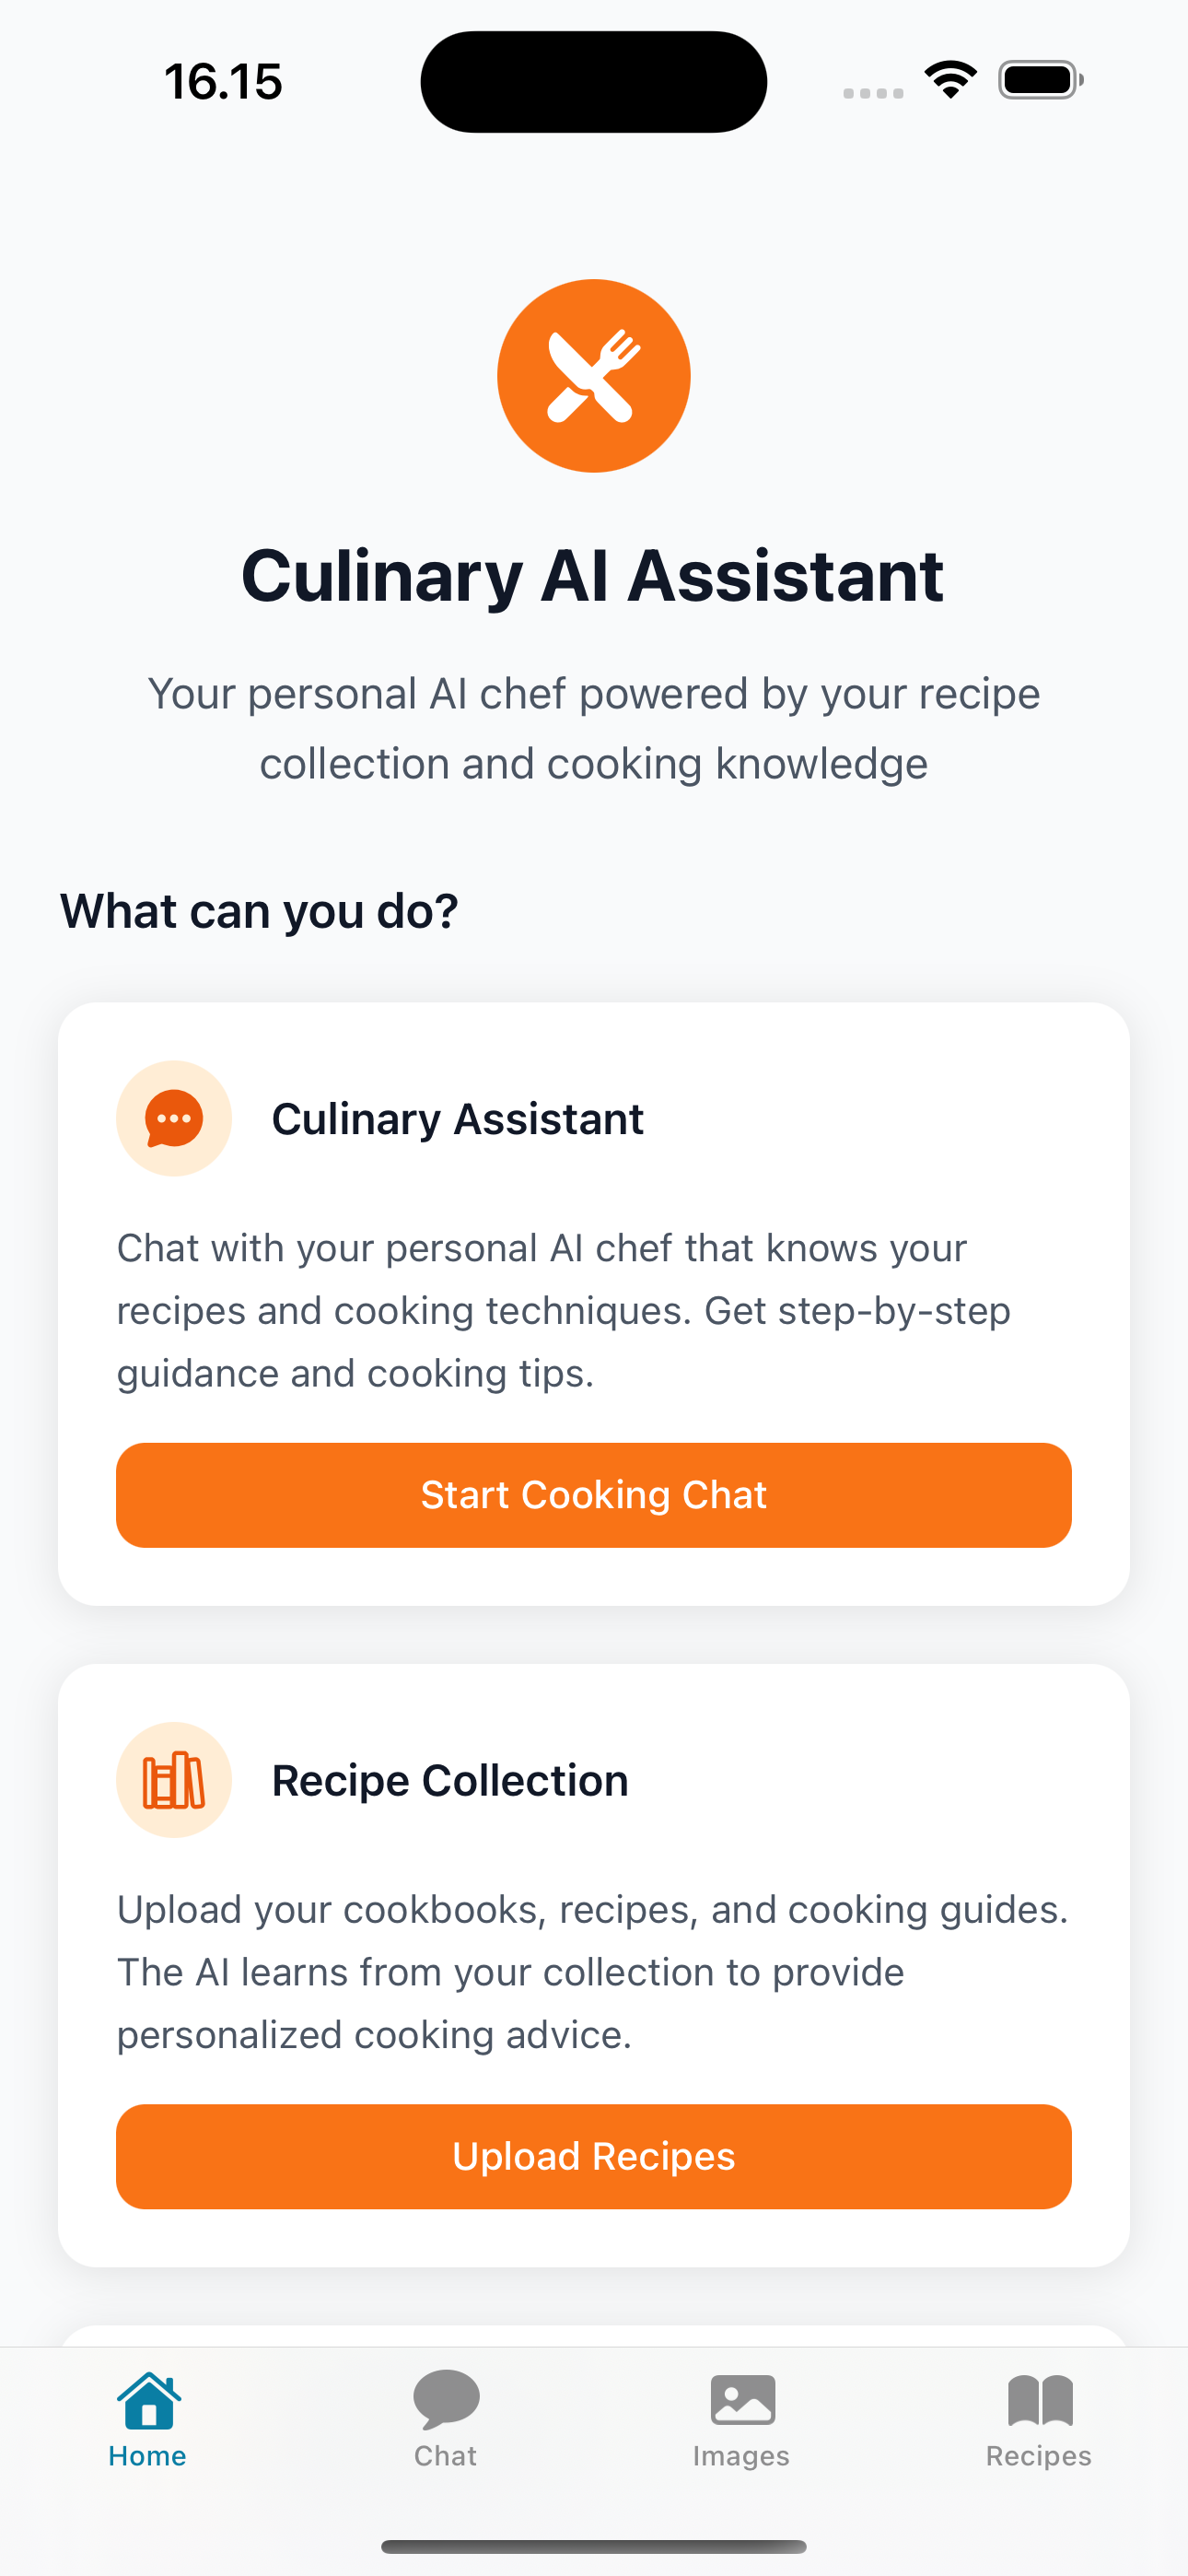 16.15
Culinary AI Assistant
Your personal AI chef powered by your recipe
collection and cooking knowledge
What can you do?
Culinary Assistant
Chat with your personal AI chef that knows your
recipes and cooking techniques. Get step-by-step
guidance and cooking tips.
Start Cooking Chat
Recipe Collection
Upload your cookbooks, recipes, and cooking guides.
The AI learns from your collection to provide
personalized cooking advice.
Upload Recipes
Home
Chat
Images
Recipes